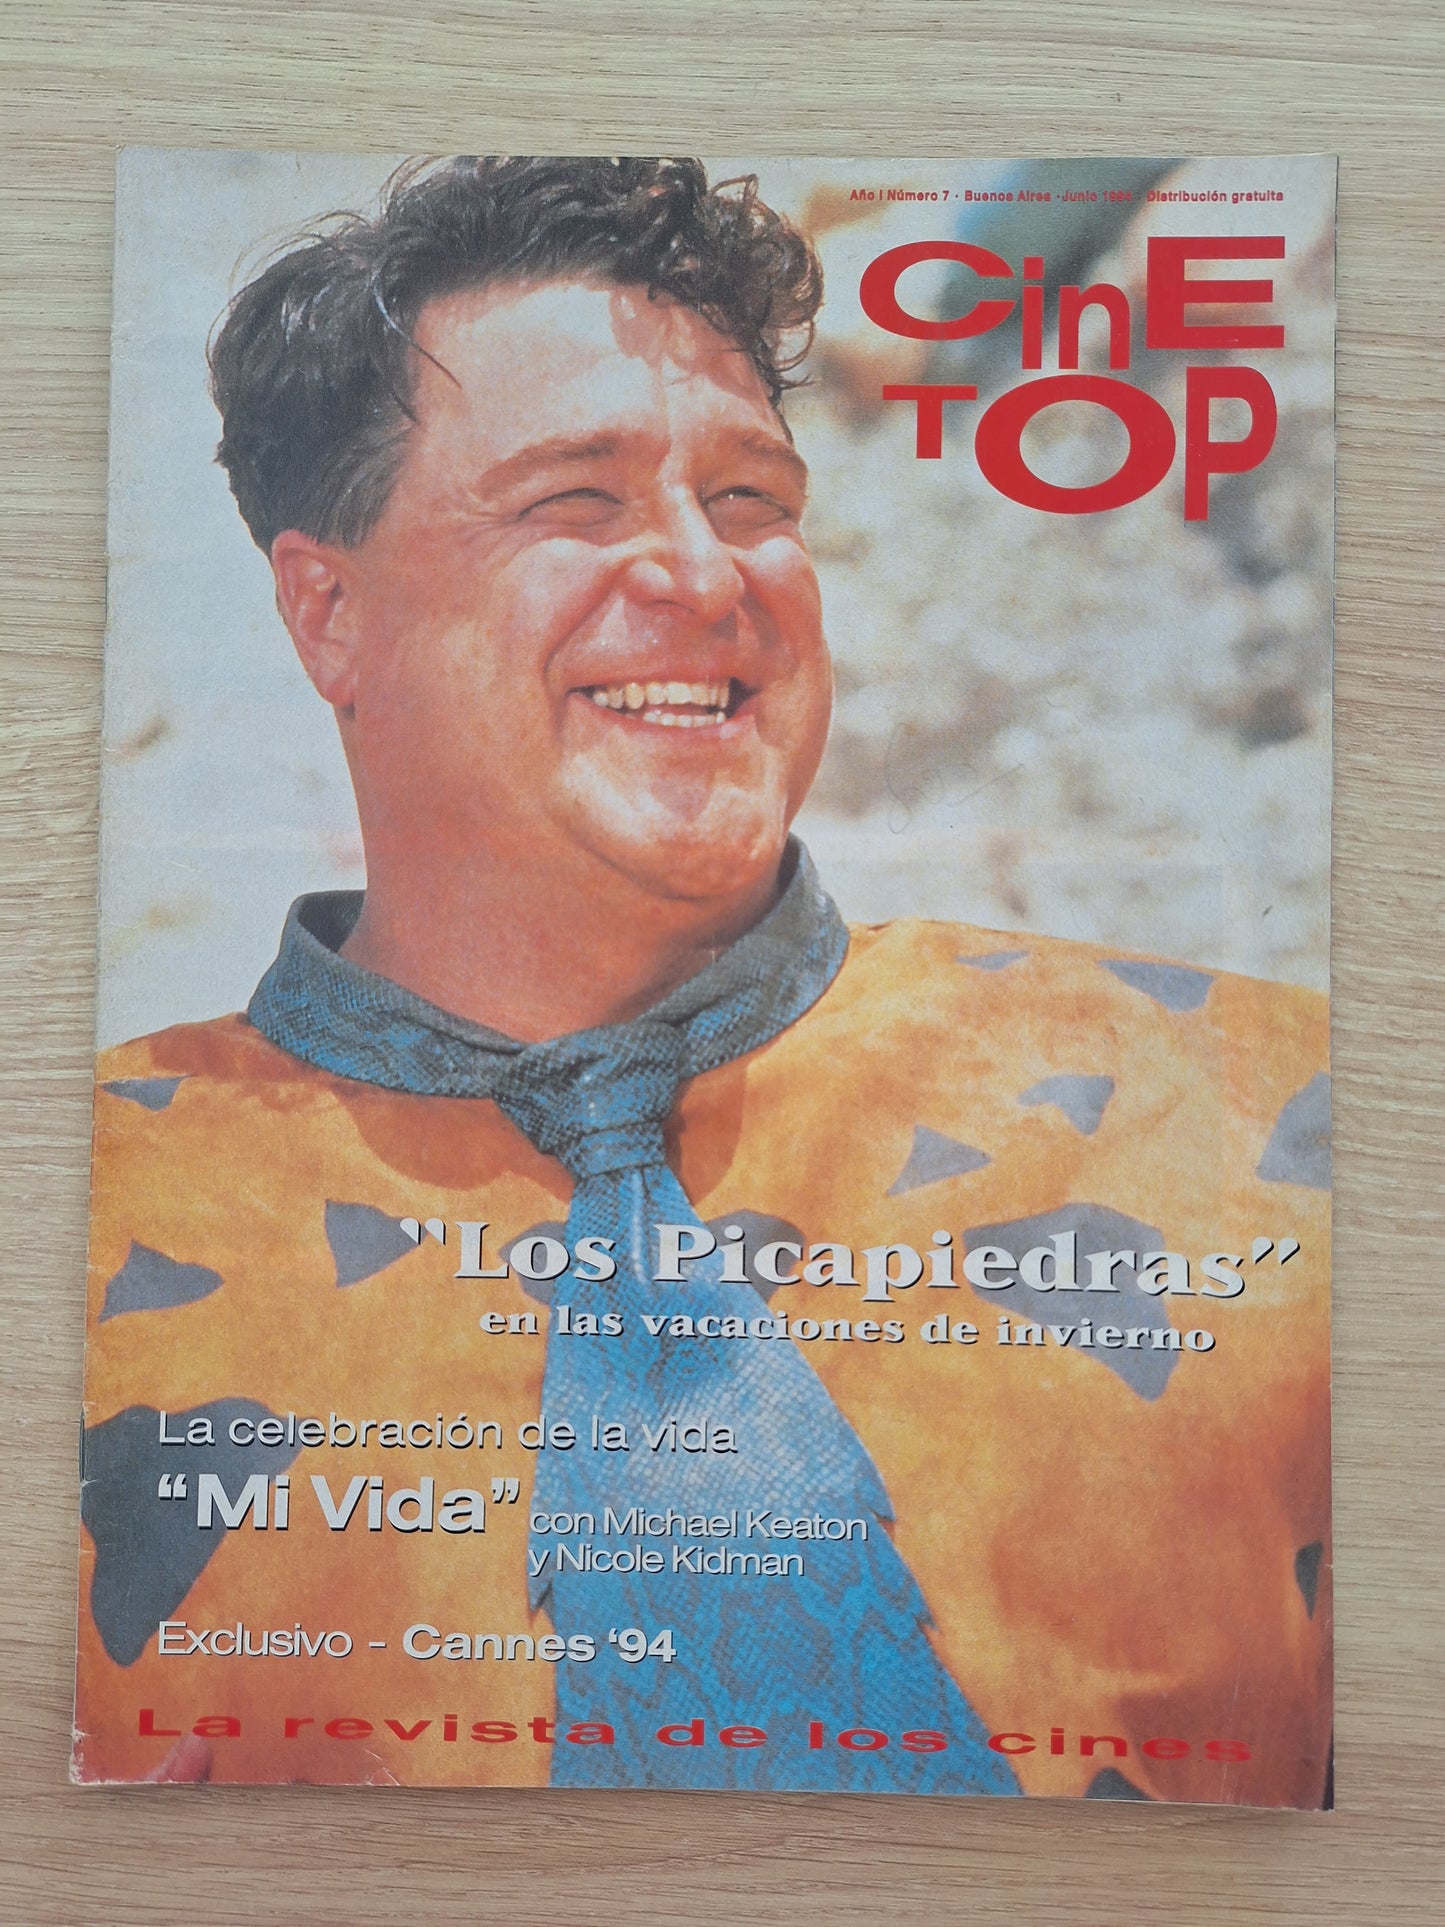 Año I Número 7 · Buenos Aires · Junio 1994 · Distribución gratuita
CinE
TOP
"Los Picapiedras"
en las vacaciones de invierno
La celebración de la vida
“Mi Vida” con Michael Keaton
y Nicole Kidman
Exclusivo - Cannes ‘94
La revista de los cines